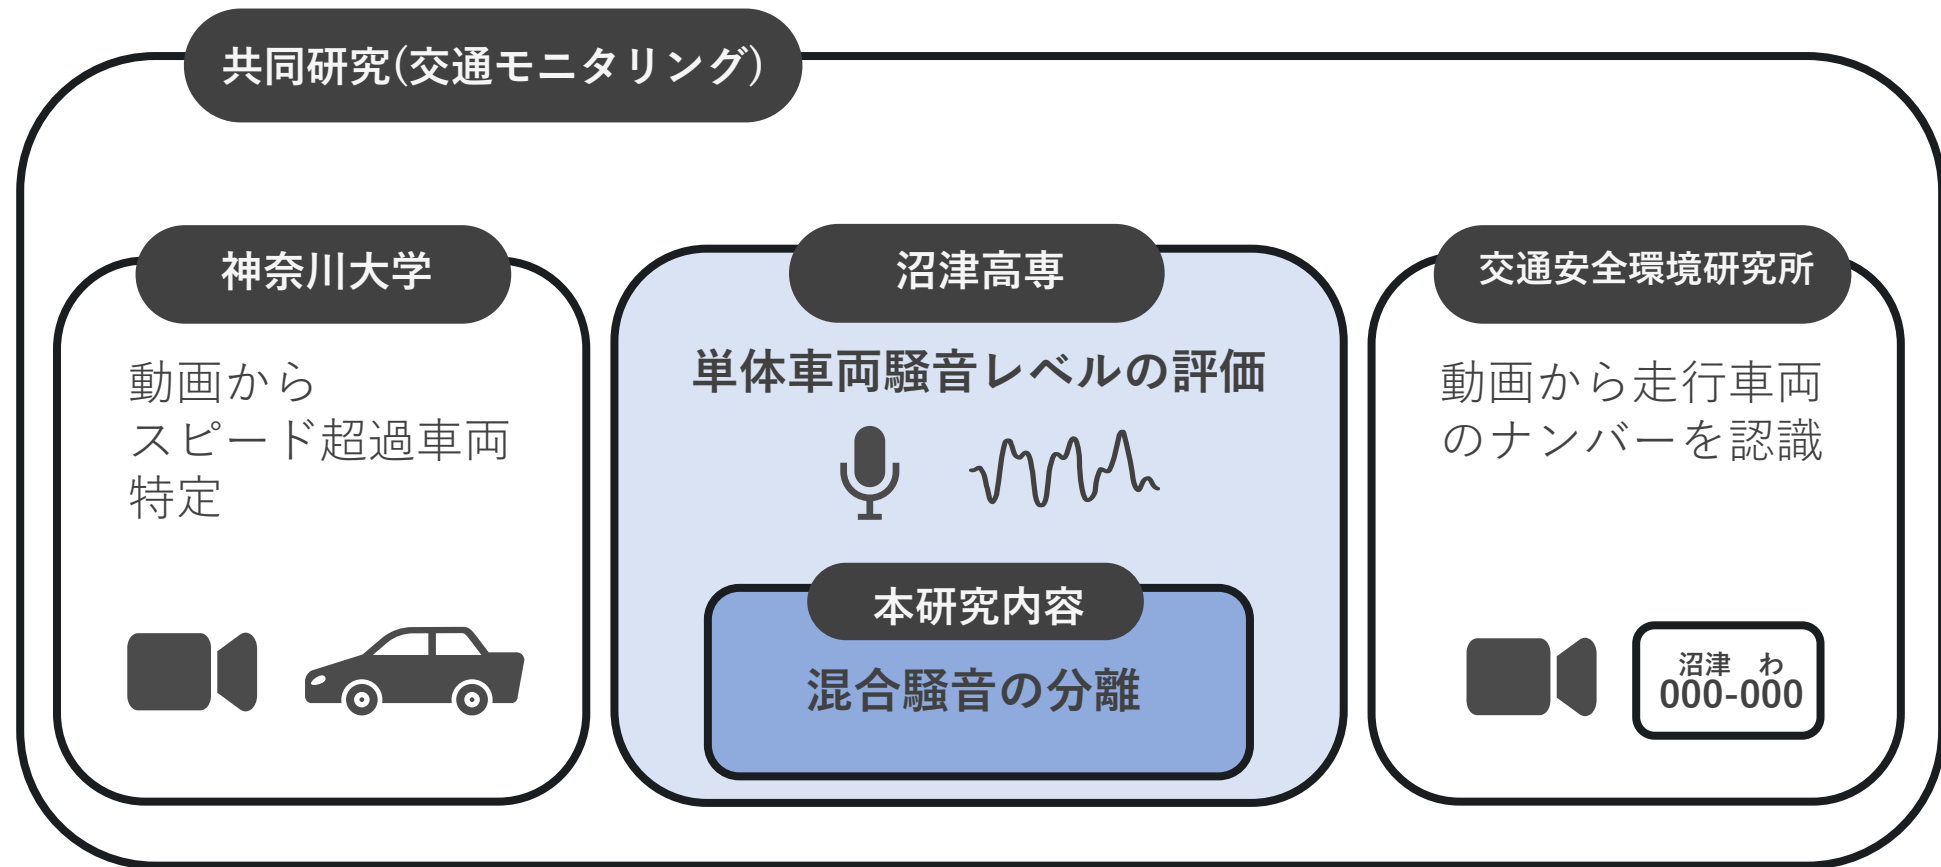 共同研究(交通モニタリング)
神奈川大学
動画から
スピード超過車両
特定
沼津高専
単体車両騒音レベルの評価
本研究内容
混合騒音の分離
交通安全環境研究所
動画から走行車両
のナンバーを認識
沼津 わ
000-000